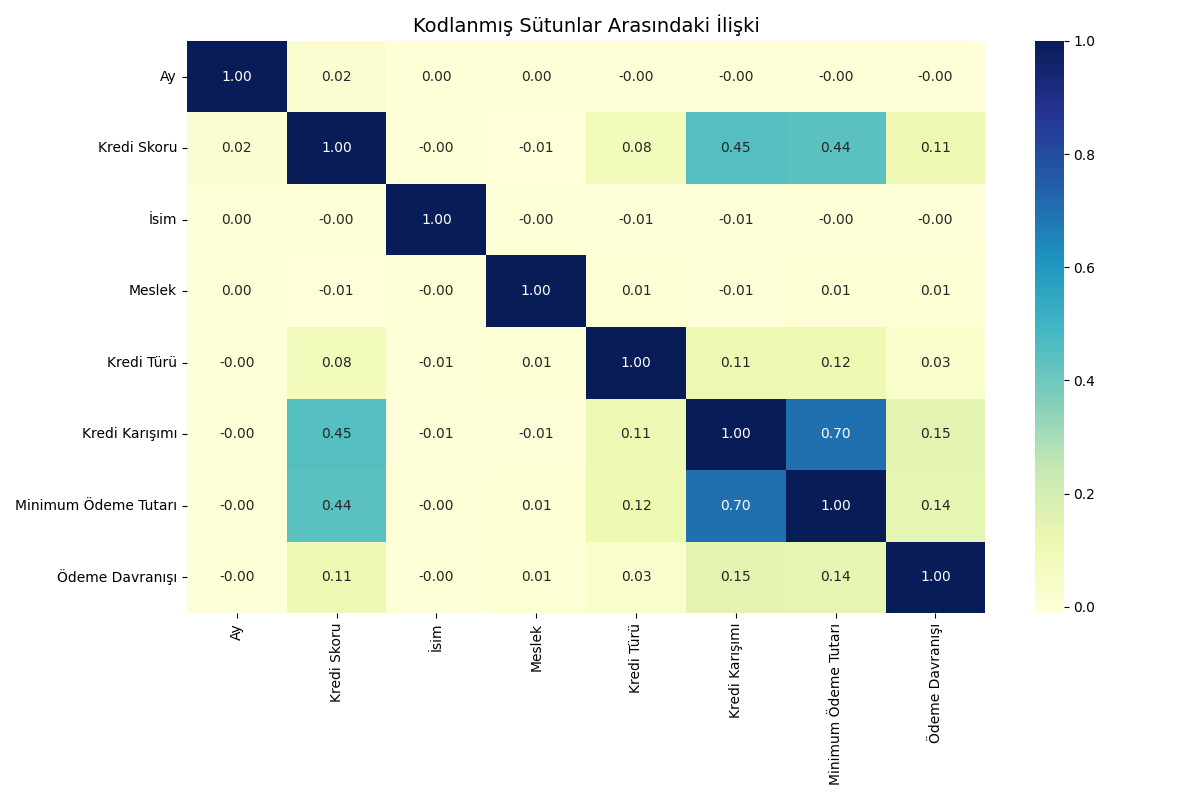 Kodlanmış Sütunlar Arasındaki İlişki
Ay 1.00 0.02 0.00 0.00 -0.00 -0.00 -0.00 -0.00
Kredi Skoru 0.02 1.00 -0.00 -0.01 0.08 0.45 0.44 0.11
İsim 0.00 -0.00 1.00 -0.00 -0.01 -0.01 -0.00 -0.00
Meslek 0.00 -0.01 -0.00 1.00 0.01 -0.01 0.01 0.01
Kredi Türü -0.00 0.08 -0.01 0.01 1.00 0.11 0.12 0.03
Kredi Karışımı -0.00 0.45 -0.01 -0.01 0.11 1.00 0.70 0.15
Minimum Ödeme Tutarı -0.00 0.44 -0.00 0.01 0.12 0.70 1.00 0.14
Ödeme Davranışı -0.00 0.11 -0.00 0.01 0.03 0.15 0.14 1.00
Ay
Kredi Skoru
İsim
Meslek
Kredi Türü
Kredi Karışımı
Minimum Ödeme Tutarı
Ödeme Davranışı
1.0
0.8
0.6
0.4
0.2
0.0